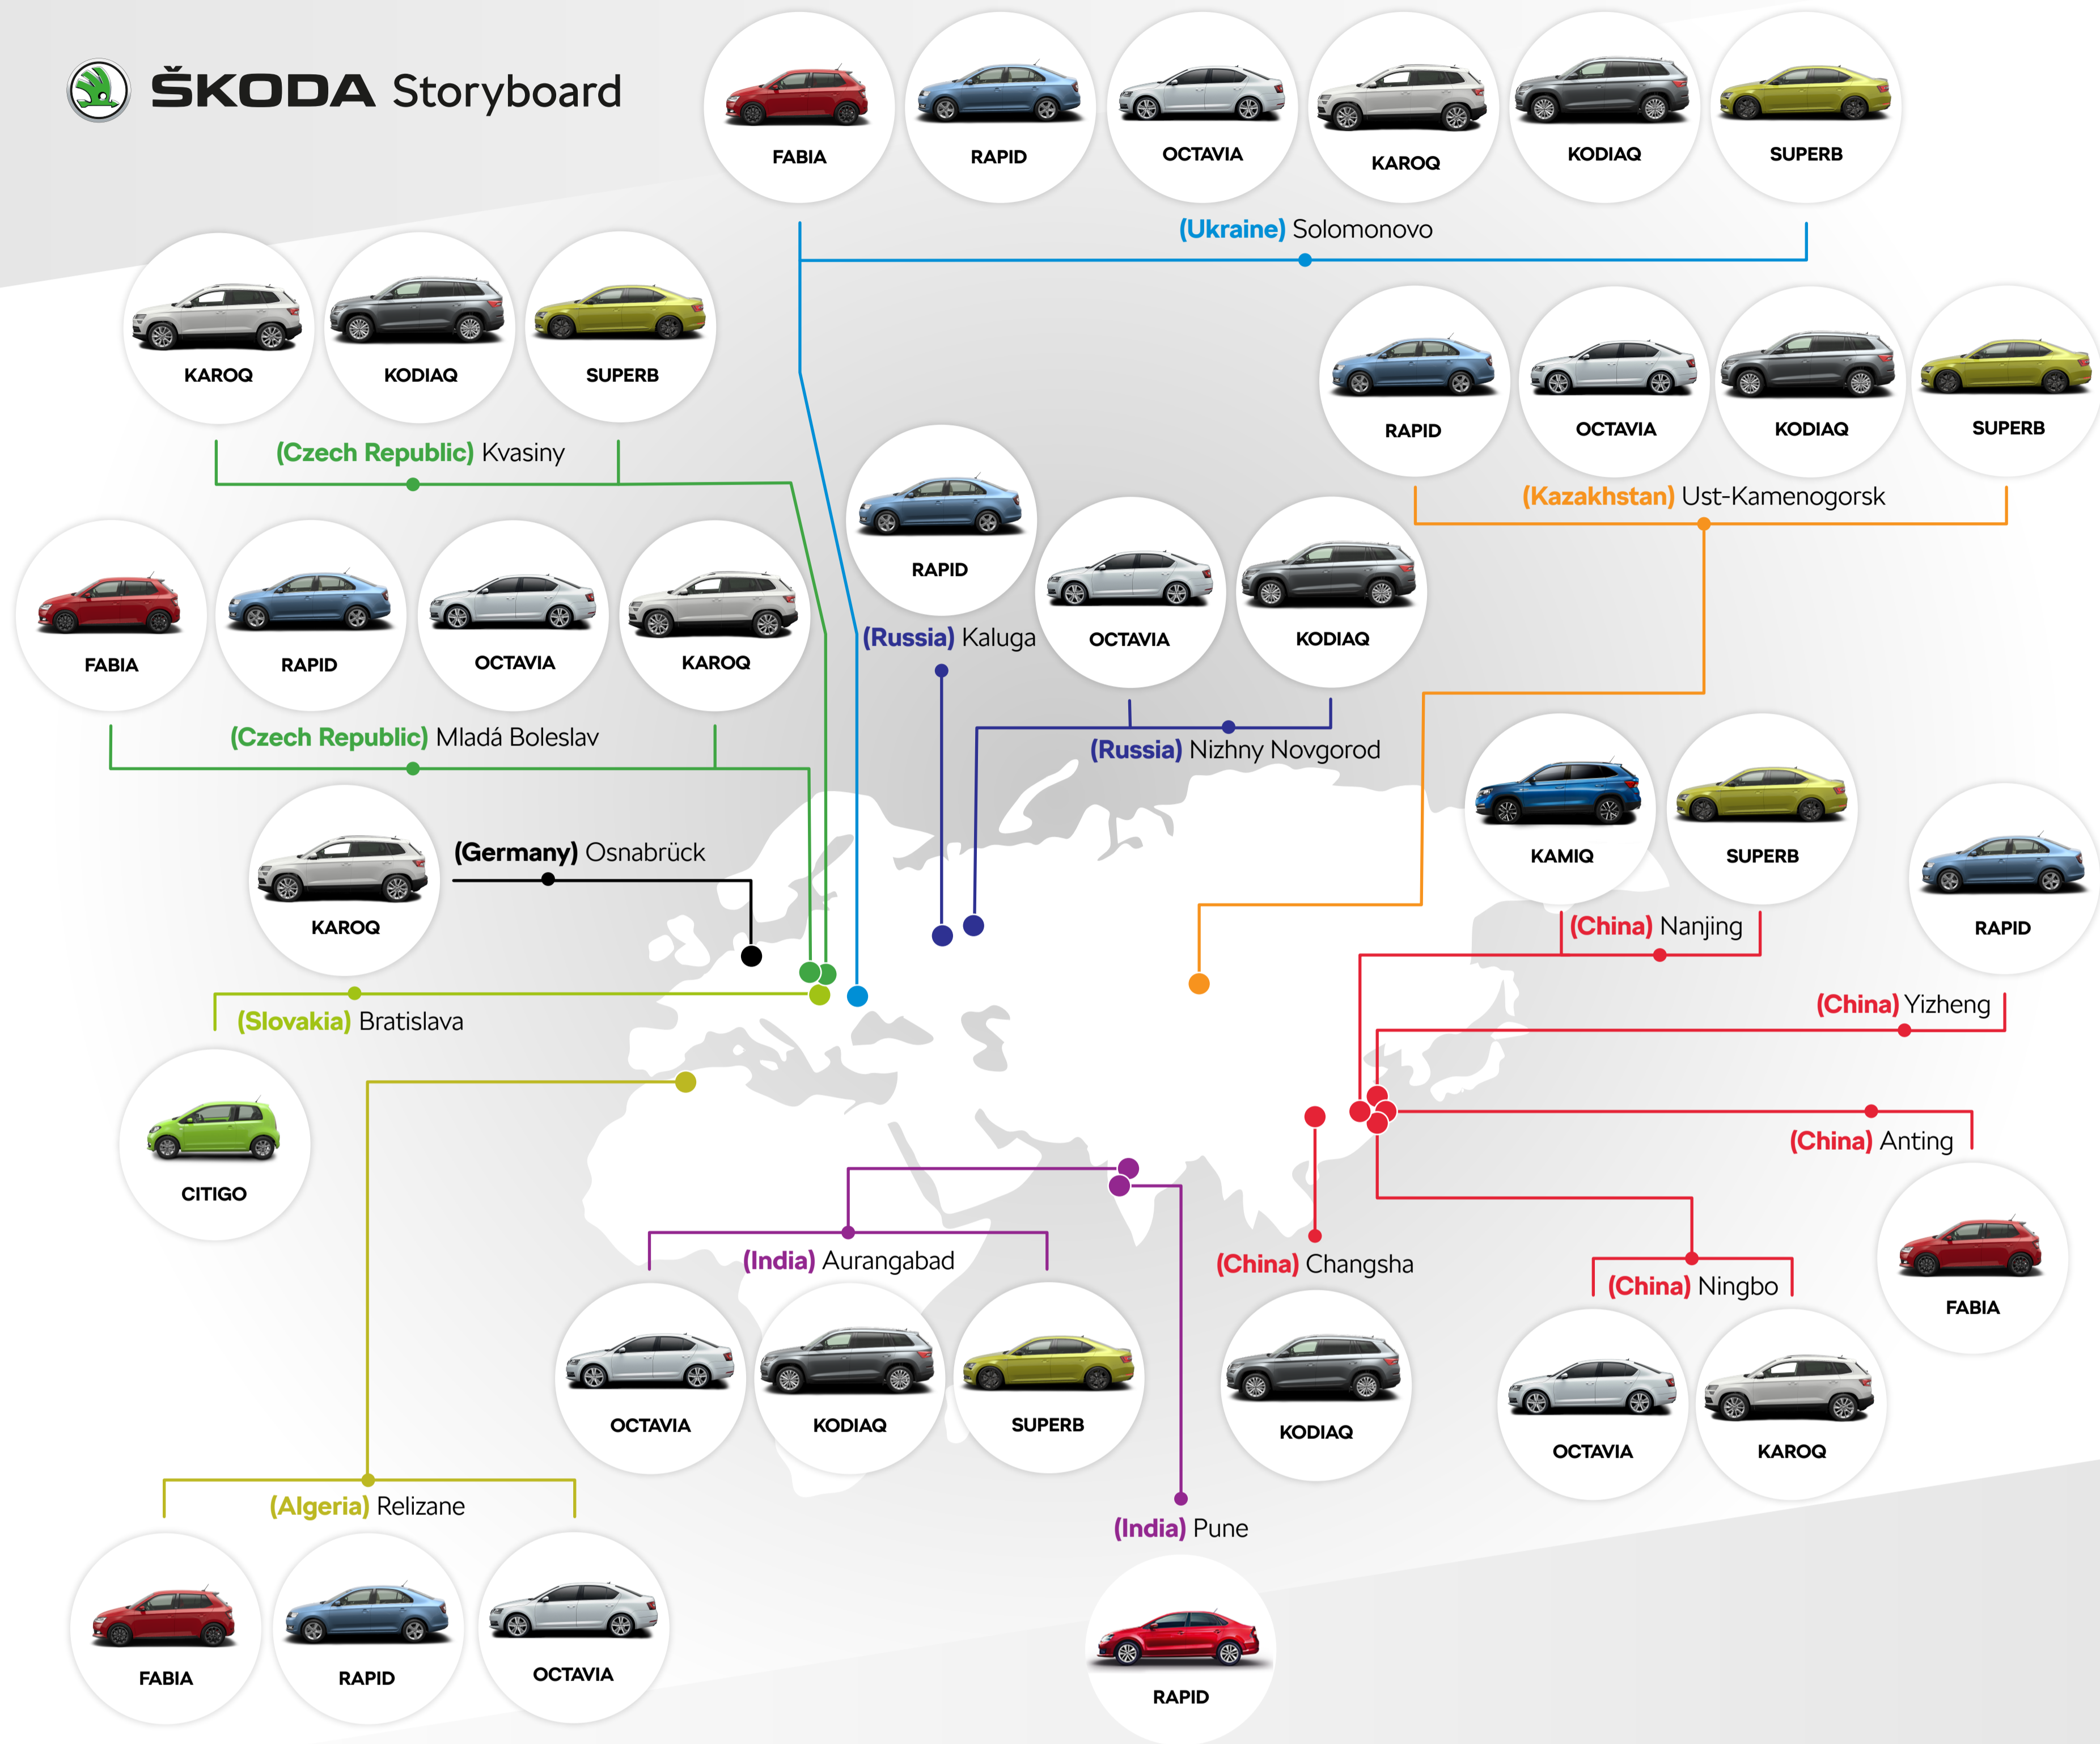 ŠKODA Storyboard
FABIA
RAPID
OCTAVIA
KAROQ
KODIAQ
SUPERB
(Ukraine) Solomonovo
KAROQ
KODIAQ
SUPERB
(Czech Republic) Kvasiny
RAPID
OCTAVIA
KODIAQ
SUPERB
(Kazakhstan) Ust-Kamenogorsk
RAPID
(Russia) Kaluga
OCTAVIA
KODIAQ
(Russia) Nizhny Novgorod
FABIA
RAPID
OCTAVIA
KAROQ
(Czech Republic) Mladá Boleslav
KAROQ
(Germany) Osnabrück
KAMIQ
SUPERB
(China) Nanjing
RAPID
(China) Yizheng
(Slovakia) Bratislava
CITIGO
(China) Anting
FABIA
(India) Aurangabad
OCTAVIA
KODIAQ
SUPERB
(China) Changsha
KODIAQ
(China) Ningbo
OCTAVIA
KAROQ
(Algeria) Relizane
FABIA
RAPID
OCTAVIA
(India) Pune
RAPID